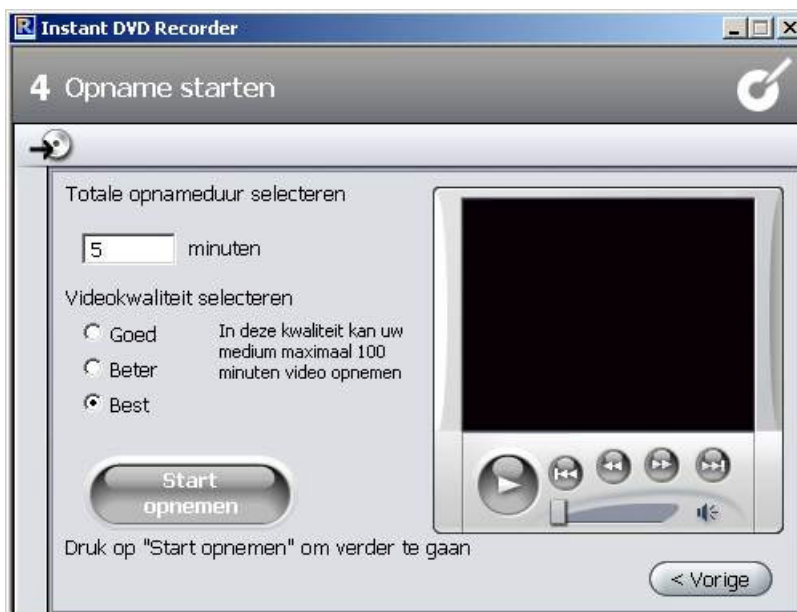 Instant DVD Recorder
4 Opname starten
Totale opnameduur selecteren
5 minuten
Videokwaliteit selecteren
Goed
Beter
Best
In deze kwaliteit kan uw
medium maximaal 100
minuten video opnemen
Start
opnemen
Druk op "Start opnemen" om verder te gaan
< Vorige